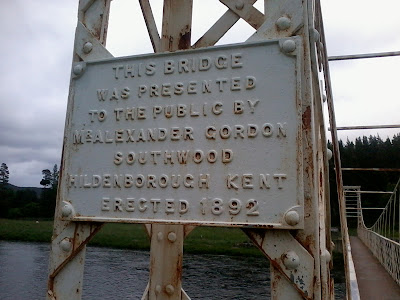 THIS BRIDGE
WAS PRESENTED
TO THE PUBLIC BY
MR ALEXANDER GORDON
SOUTHWOOD
HILDENBOROUGH KENT
ERECTED 1892